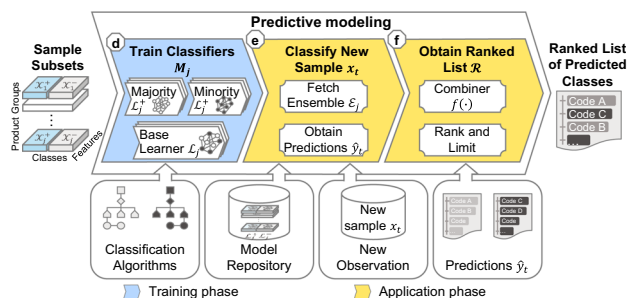 Predictive modeling
Sample
Subsets
Product Groups
Classes
Features
d
Train Classifiers
M_j
Majority
ℒ_j^+
Minority
ℒ_j^+
Base
Learner ℒ_j
e
Classify New
Sample x_t
Fetch
Ensemble ℰ_j
Obtain
Predictions ŷ_t
f
Obtain Ranked
List ℛ
Combiner
f(·)
Rank and
Limit
Ranked List
of Predicted
Classes
Code A
Code C
Code B
...
Classification
Algorithms
Model
Repository
New
sample x_t
New
Observation
Code A
Code B
Code
...
Code C
Code D
Code
...
Predictions ŷ_t
Training phase
Application phase